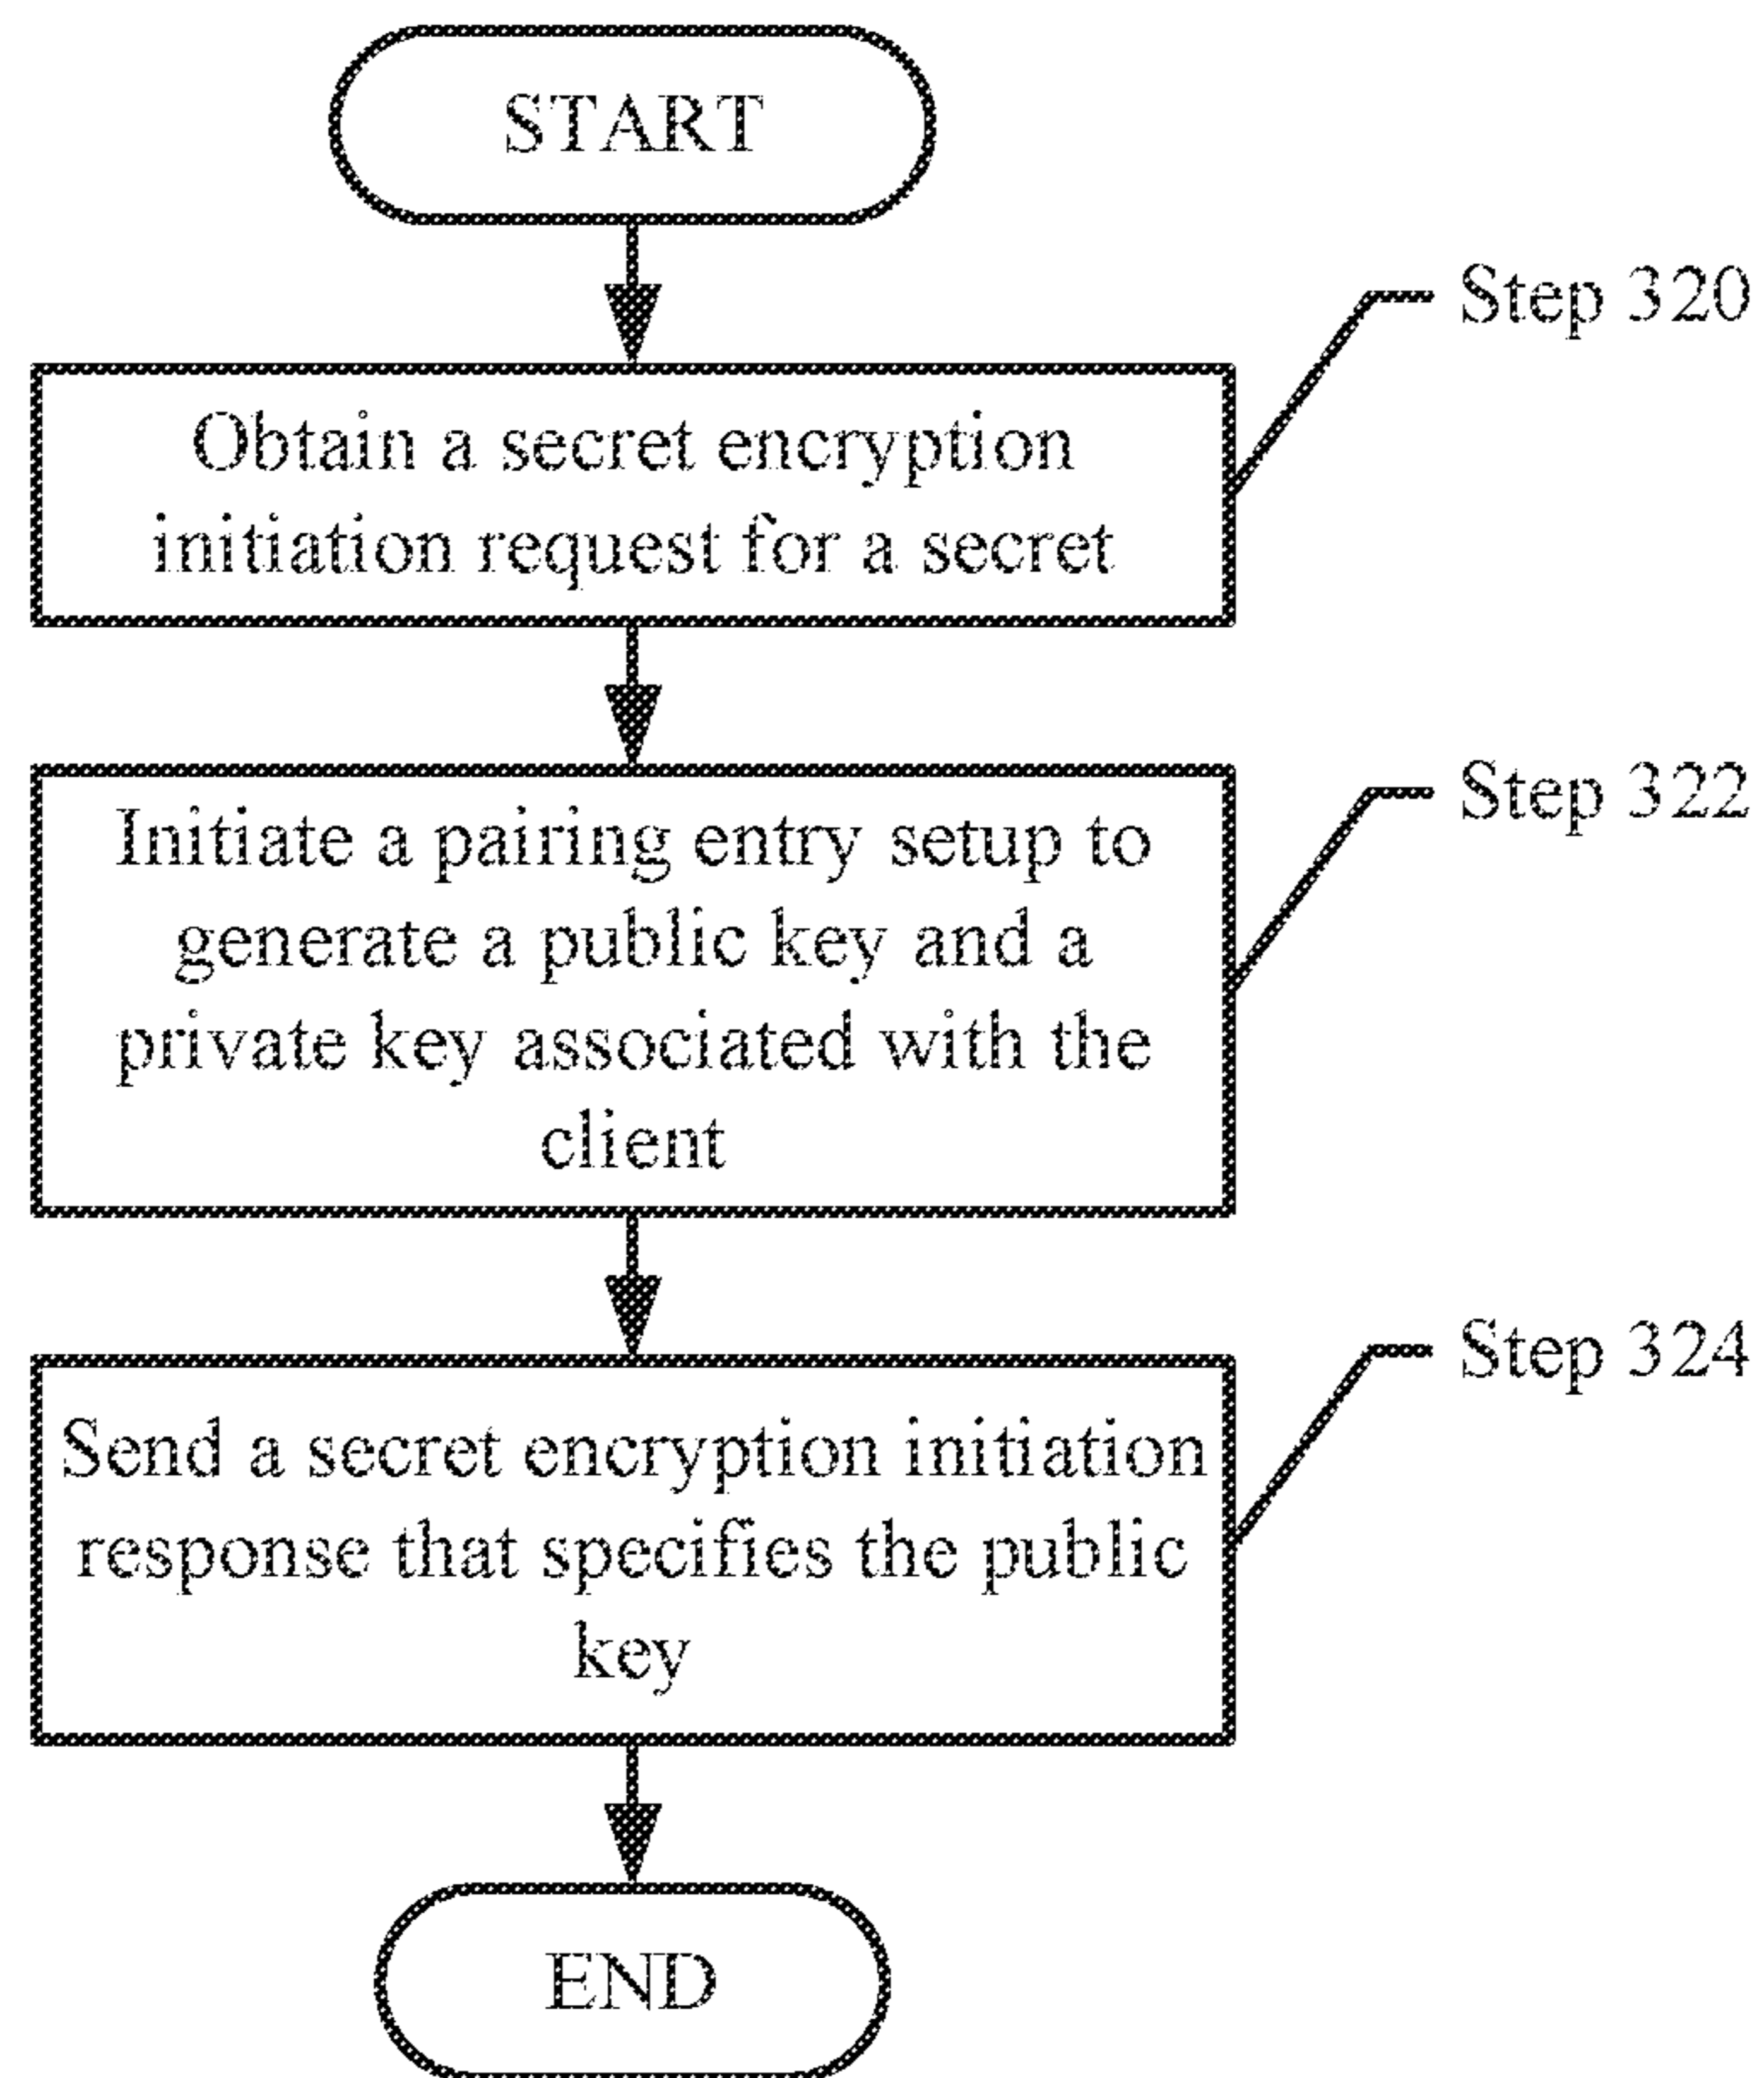 START
Step 320
Obtain a secret encryption
initiation request for a secret
Step 322
Initiate a pairing entry setup to
generate a public key and a
private key associated with the
client
Step 324
Send a secret encryption initiation
response that specifies the public
key
END